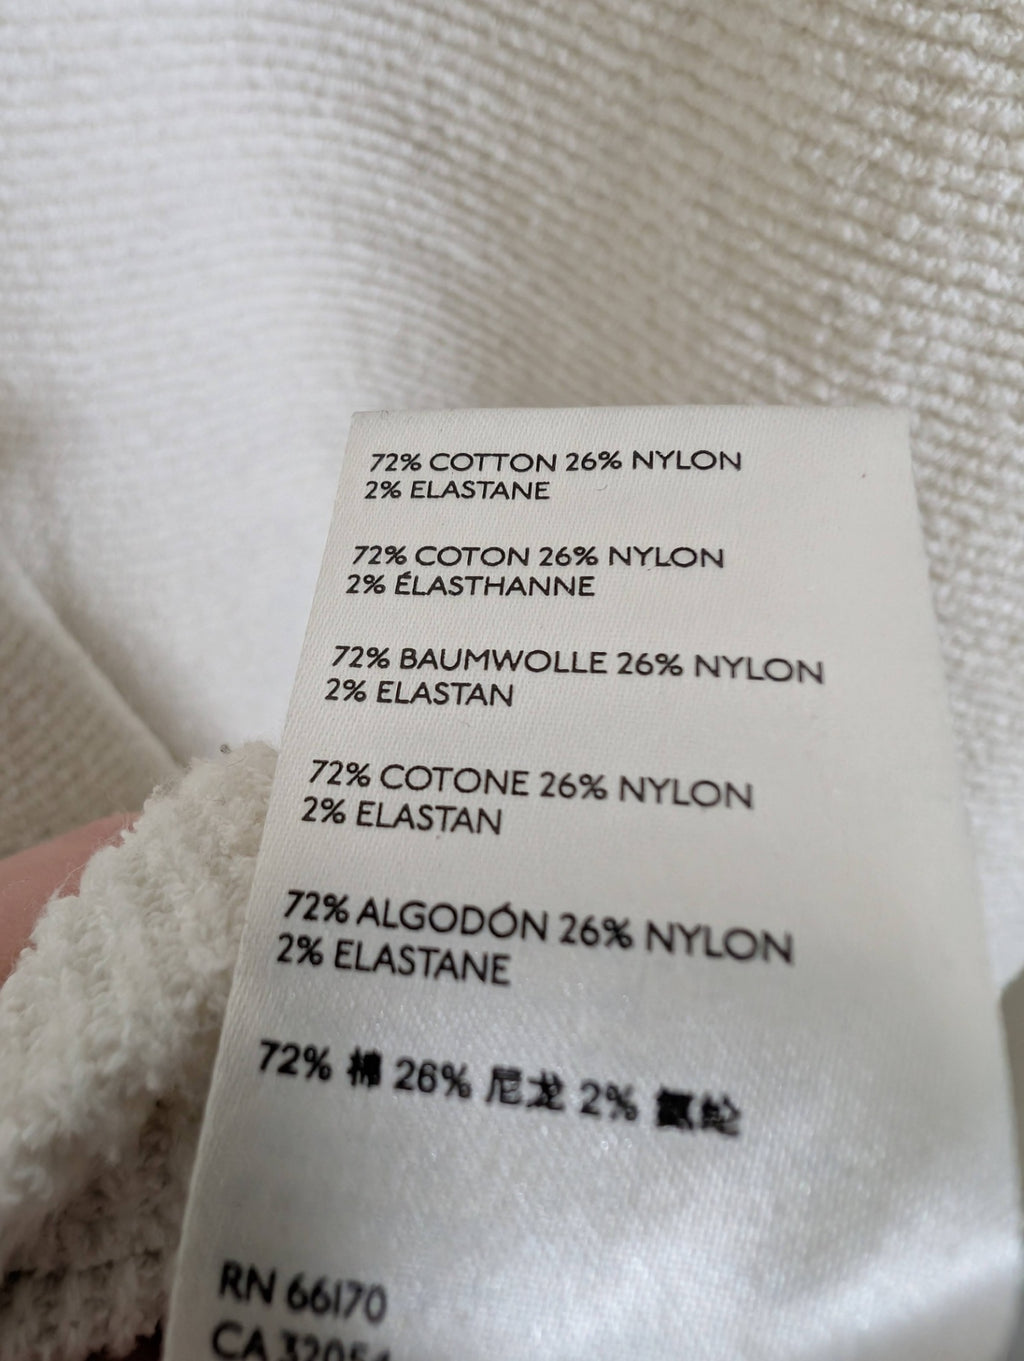 72% COTTON 26% NYLON
2% ELASTANE
72% COTON 26% NYLON
2% ÉLASTHANNE
72% BAUMWOLLE 26% NYLON
2% ELASTAN
72% COTONE 26% NYLON
2% ELASTAN
72% ALGODÓN 26% NYLON
2% ELASTANE
72% 棉 26% 尼龙 2% 氨纶
RN 66170
CA